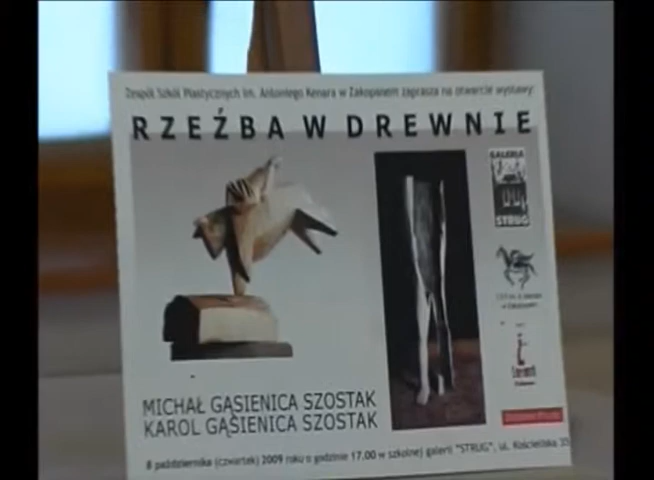 Zespół Szkół Plastycznych im. Antoniego Kenara w Zakopanem zaprasza na otwarcie wystawy:
RZEŹBA W DREWNIE
GALERIA
STRUG
MICHAŁ GĄSIENICA SZOSTAK
KAROL GĄSIENICA SZOSTAK
8 października (czwartek) 2009 roku o godzinie 17.00 w szkolnej galerii "STRUG", ul. Kościeliska 35